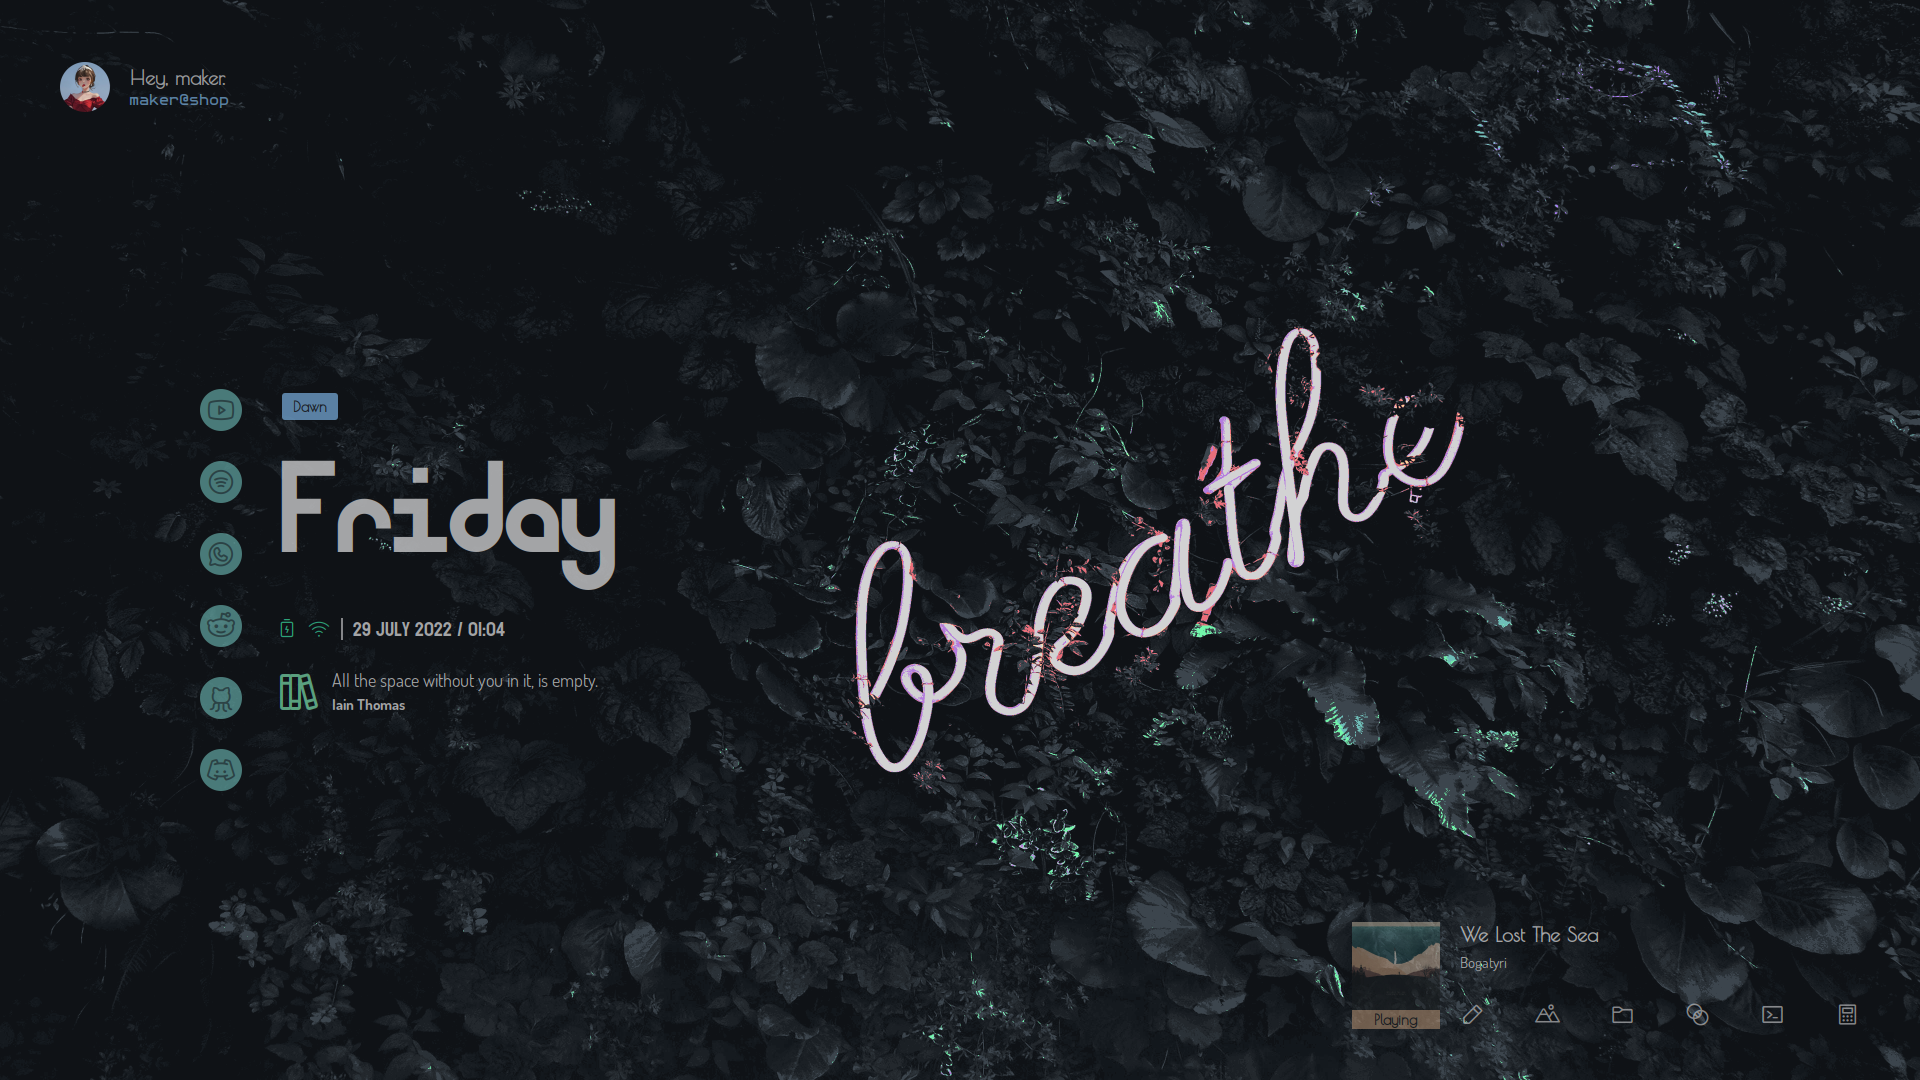 Hey, maker.
maker@shop
Dawn
Friday
29 JULY 2022 / 01:04
All the space without you in it, is empty.
Iain Thomas
breathe
We Lost The Sea
Bogatyri
Playing